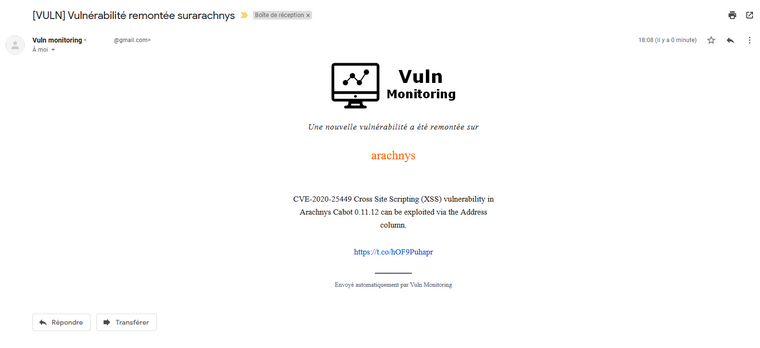 [VULN] Vulnérabilité remontée surarachnys
Boîte de réception x
Vuln monitoring
@gmail.com>
18:08 (il y a 0 minute)
À moi
Vuln
Monitoring
Une nouvelle vulnérabilité a été remontée sur
arachnys
CVE-2020-25449 Cross Site Scripting (XSS) vulnerability in
Arachnys Cabot 0.11.12 can be exploited via the Address
column.
https://t.co/hOF9Puhapr
Envoyé automatiquement par Vuln Monitoring
Répondre
Transférer